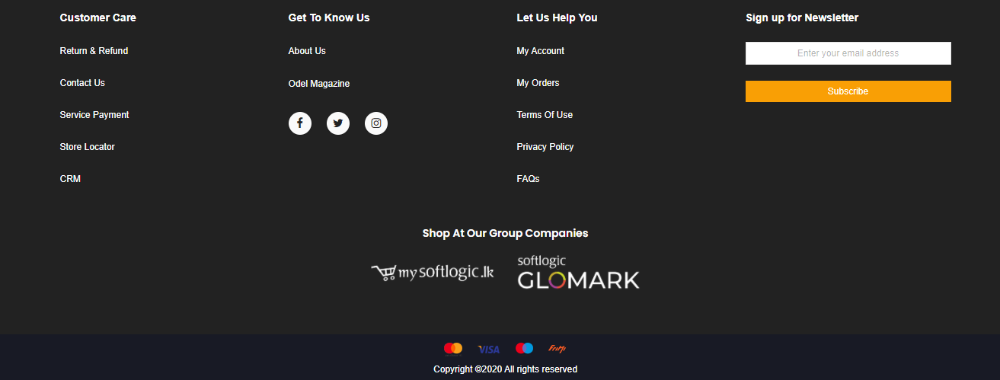 Customer Care
Return & Refund
Contact Us
Service Payment
Store Locator
CRM
Get To Know Us
About Us
Odel Magazine
Let Us Help You
My Account
My Orders
Terms Of Use
Privacy Policy
FAQs
Sign up for Newsletter
Enter your email address
Subscribe
Shop At Our Group Companies
my softlogic.lk
softlogic
GLOMARK
VISA
FriMi
Copyright ©2020 All rights reserved